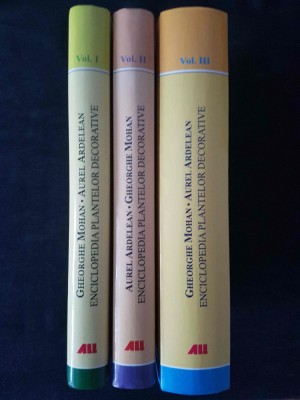 Vol. I
GHEORGHE MOHAN • AUREL ARDELEAN
ENCICLOPEDIA PLANTELOR DECORATIVE
ALL
Vol. II
AUREL ARDELEAN • GHEORGHE MOHAN
ENCICLOPEDIA PLANTELOR DECORATIVE
ALL
Vol. III
GHEORGHE MOHAN • AUREL ARDELEAN
ENCICLOPEDIA PLANTELOR DECORATIVE
ALL